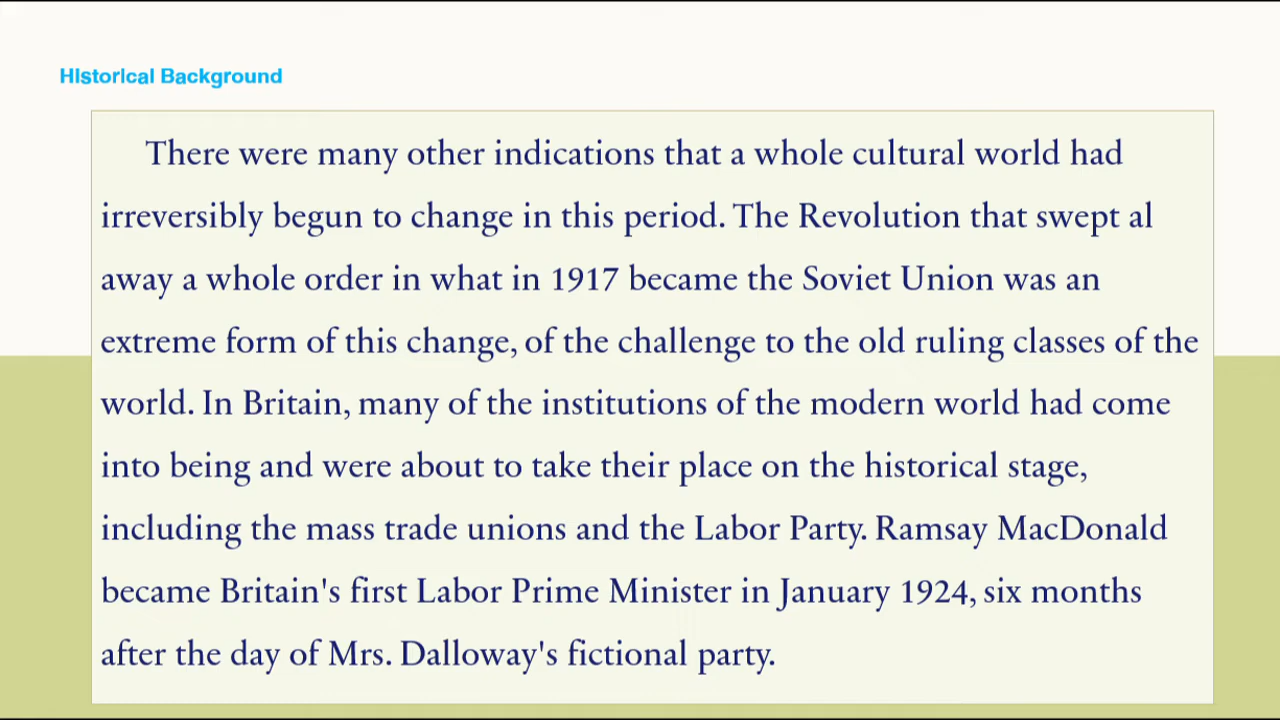 Historical Background
There were many other indications that a whole cultural world had
irreversibly begun to change in this period. The Revolution that swept al
away a whole order in what in 1917 became the Soviet Union was an
extreme form of this change, of the challenge to the old ruling classes of the
world. In Britain, many of the institutions of the modern world had come
into being and were about to take their place on the historical stage,
including the mass trade unions and the Labor Party. Ramsay MacDonald
became Britain's first Labor Prime Minister in January 1924, six months
after the day of Mrs. Dalloway's fictional party.